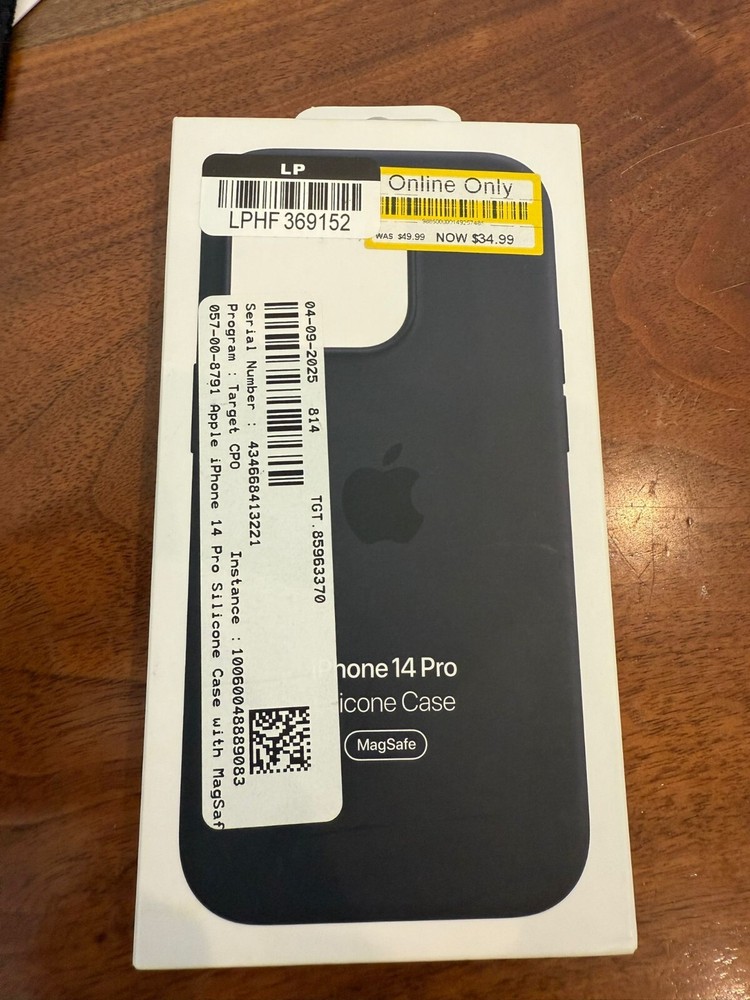 LP
LPHF 369152
Online Only
WAS $49.99 NOW $34.99
04-09-2025 814 TGT.85963370
Serial Number : 434668413221
Program : Target CPO Instance : 10060048889083
057-00-8791 Apple iPhone 14 Pro Silicone Case with MagSaf
iPhone 14 Pro
icone Case
MagSafe